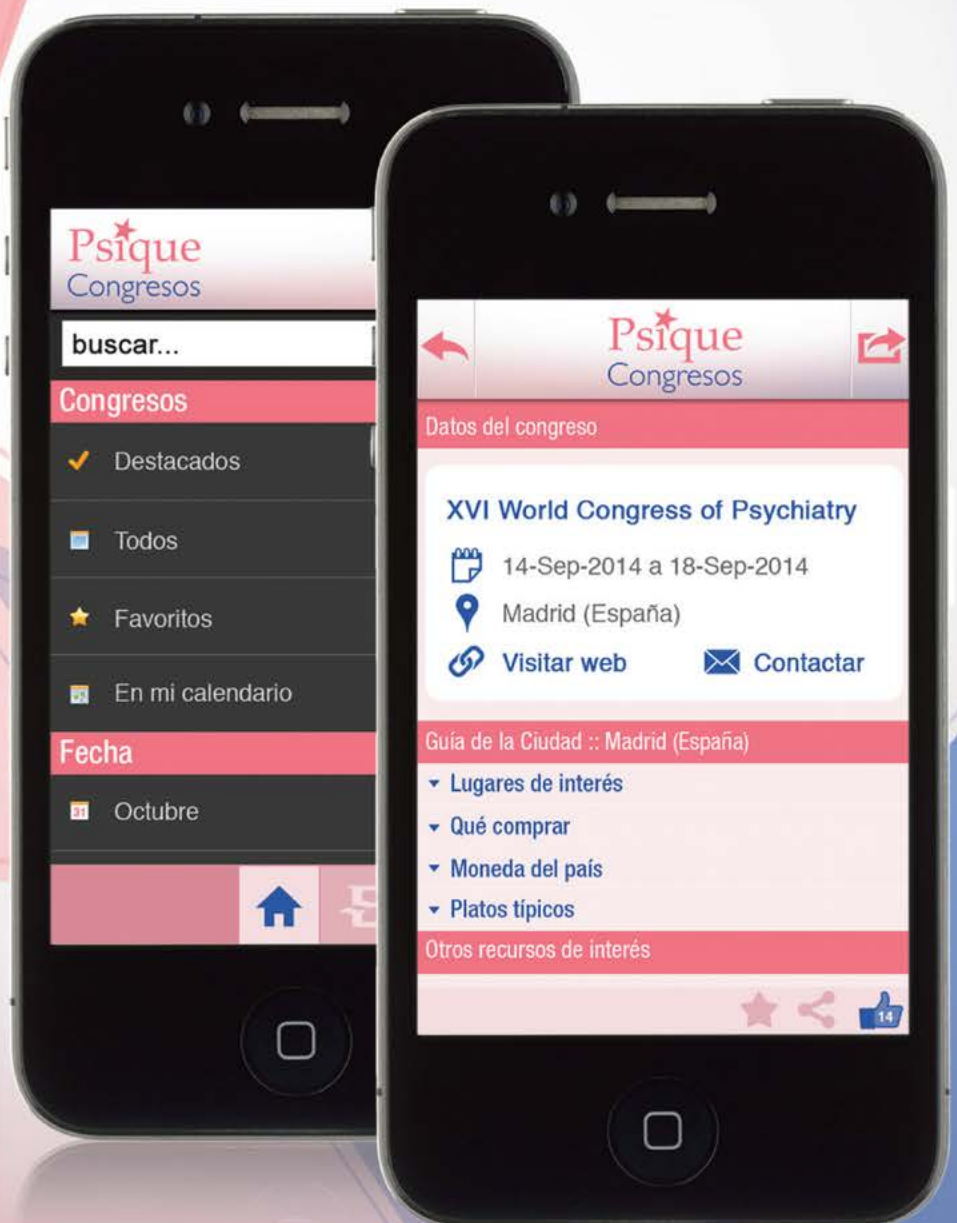 Psique
Congresos
buscar...
Congresos
Destacados
Todos
Favoritos
En mi calendario
Fecha
31
Octubre
Psique
Congresos
Datos del congreso
XVI World Congress of Psychiatry
14-Sep-2014 a 18-Sep-2014
Madrid (España)
Visitar web
Contactar
Guía de la Ciudad :: Madrid (España)
Lugares de interés
Qué comprar
Moneda del país
Platos típicos
Otros recursos de interés
14